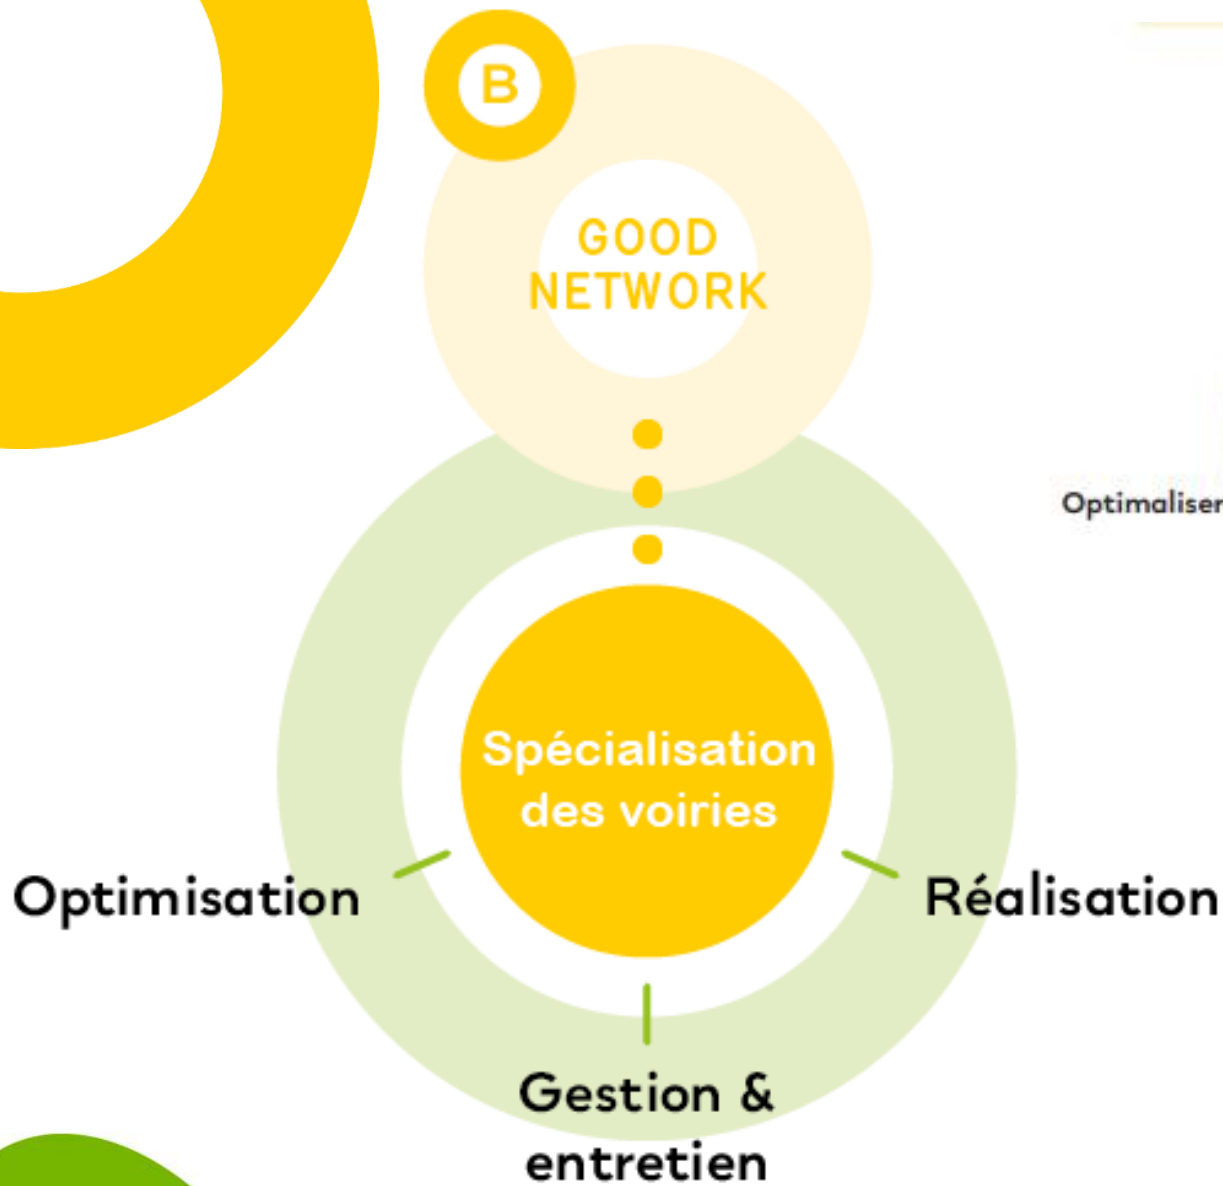 B
GOOD
NETWORK
Optimaliser
Spécialisation
des voiries
Optimisation
Réalisation
Gestion &
entretien